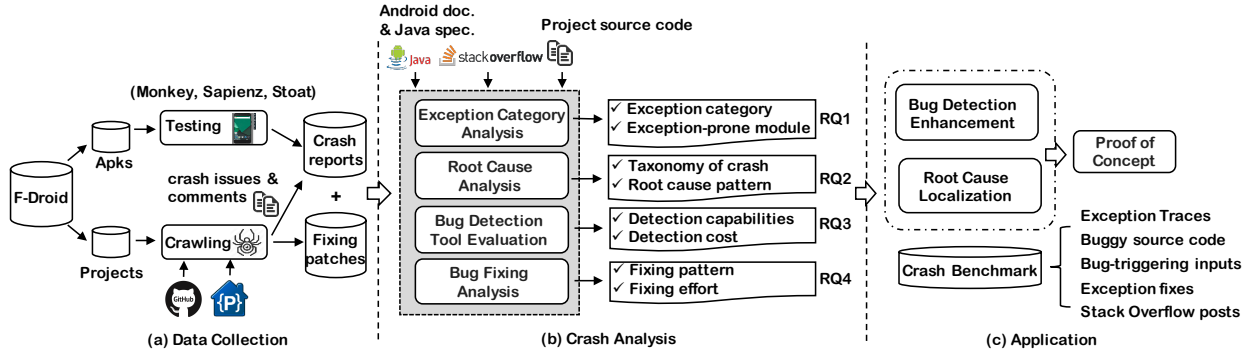 (Monkey, Sapienz, Stoat)
Testing
Apks
Crash
reports
F-Droid
crash issues &
comments
+
Projects
Crawling
Fixing
patches
GitHub
{P}
(a) Data Collection
Android doc.
& Java spec.
Project source code
Java
stackoverflow
Exception Category
Analysis
✓ Exception category
✓ Exception-prone module
RQ1
Root Cause
Analysis
✓ Taxonomy of crash
✓ Root cause pattern
RQ2
Bug Detection
Tool Evaluation
✓ Detection capabilities
✓ Detection cost
RQ3
Bug Fixing
Analysis
✓ Fixing pattern
✓ Fixing effort
RQ4
(b) Crash Analysis
Bug Detection
Enhancement
Root Cause
Localization
Proof of
Concept
Crash Benchmark
Exception Traces
Buggy source code
Bug-triggering inputs
Exception fixes
Stack Overflow posts
(c) Application